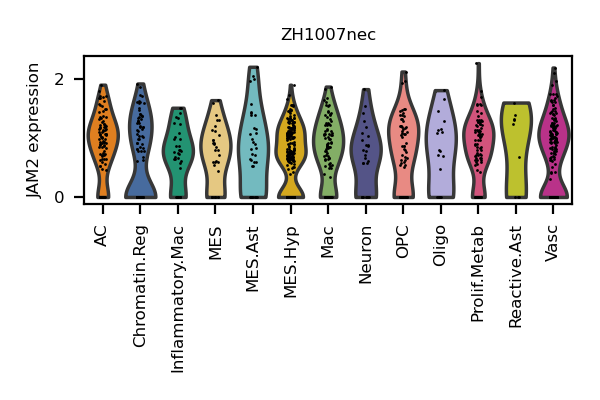 ZH1007nec
JAM2 expression
2
0
AC
Chromatin.Reg
Inflammatory.Mac
MES
MES.Ast
MES.Hyp
Mac
Neuron
OPC
Oligo
Prolif.Metab
Reactive.Ast
Vasc